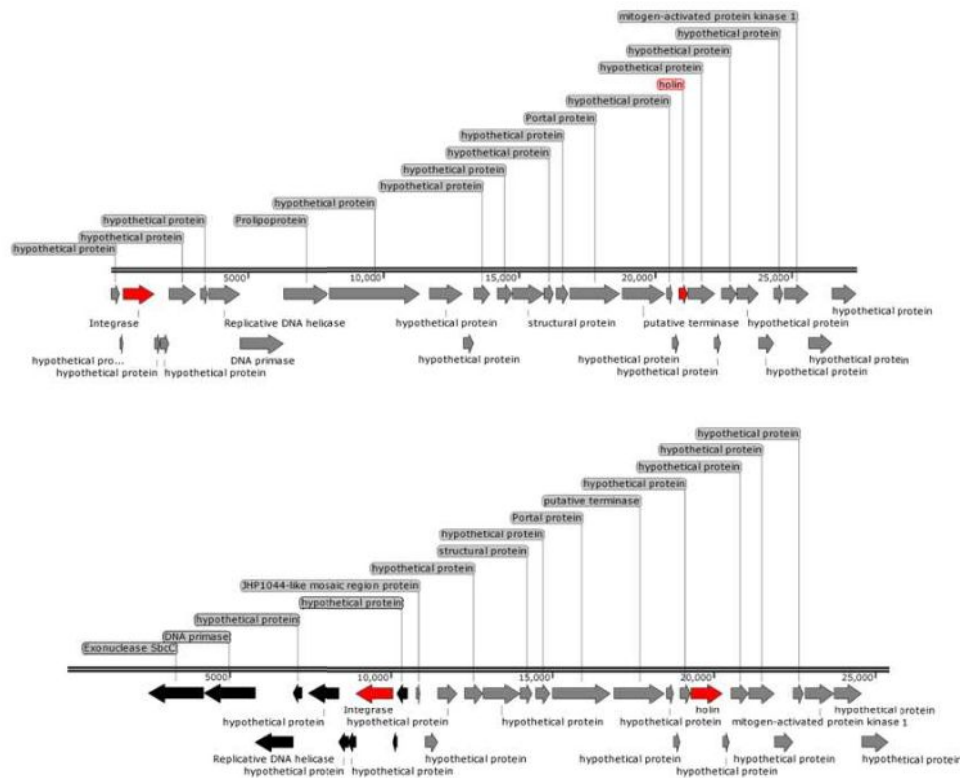 mitogen-activated protein kinase 1
hypothetical protein
hypothetical protein
hypothetical protein
holin
hypothetical protein
Portal protein
hypothetical protein
hypothetical protein
hypothetical protein
hypothetical protein
hypothetical protein
hypothetical protein Prolipoprotein
hypothetical protein
hypothetical protein
5000 10,000 15,000 20,000 25,000
hypothetical protein
Integrase Replicative DNA helicase hypothetical protein structural protein putative terminase hypothetical protein
hypothetical pro... DNA primase hypothetical protein hypothetical protein hypothetical protein
hypothetical protein hypothetical protein hypothetical protein hypothetical protein
hypothetical protein
hypothetical protein
hypothetical protein
hypothetical protein
putative terminase
Portal protein
hypothetical protein
structural protein
hypothetical protein
JHP1044-like mosaic region protein
hypothetical protein
hypothetical protein
DNA primase
Exonuclease SbcC
5000 10,000 15,000 20,000 25,000
Integrase holin hypothetical protein
hypothetical protein hypothetical protein hypothetical protein hypothetical protein mitogen-activated protein kinase 1
Replicative DNA helicase hypothetical protein hypothetical protein hypothetical protein hypothetical protein
hypothetical protein hypothetical protein hypothetical protein